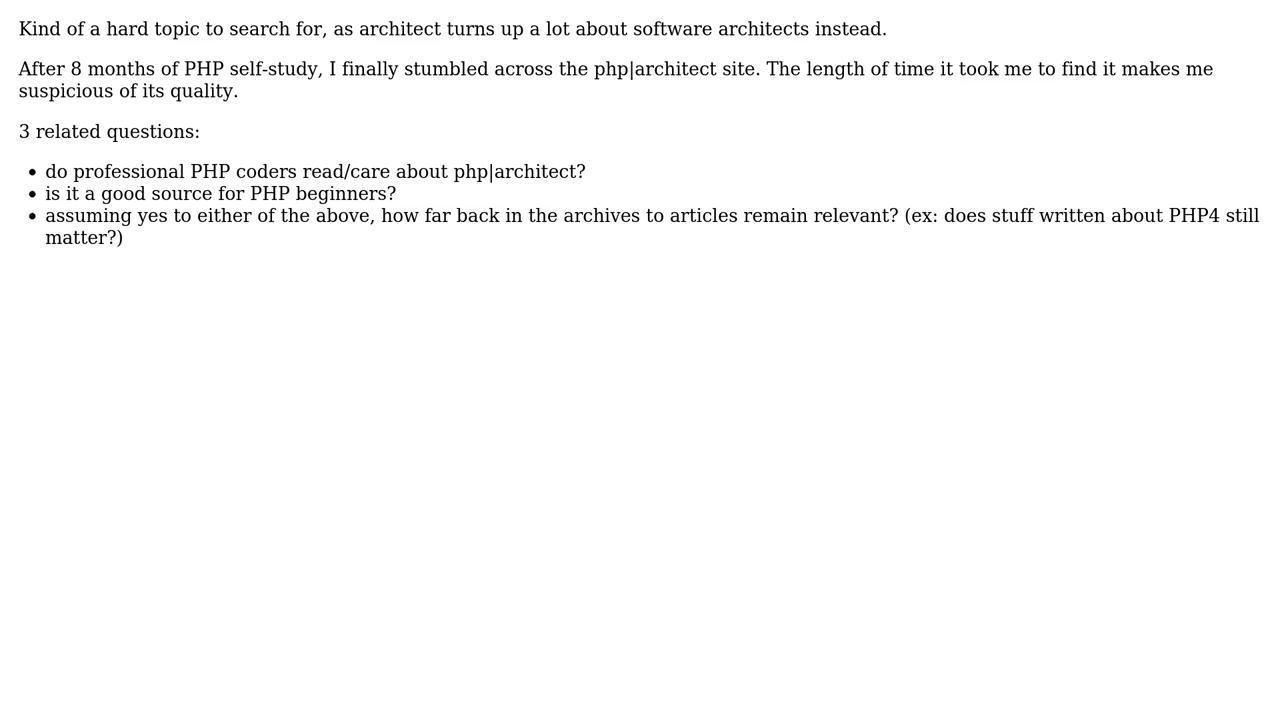 Kind of a hard topic to search for, as architect turns up a lot about software architects instead.
After 8 months of PHP self-study, I finally stumbled across the php|architect site. The length of time it took me to find it makes me
suspicious of its quality.
3 related questions:
• do professional PHP coders read/care about php|architect?
• is it a good source for PHP beginners?
• assuming yes to either of the above, how far back in the archives to articles remain relevant? (ex: does stuff written about PHP4 still
matter?)